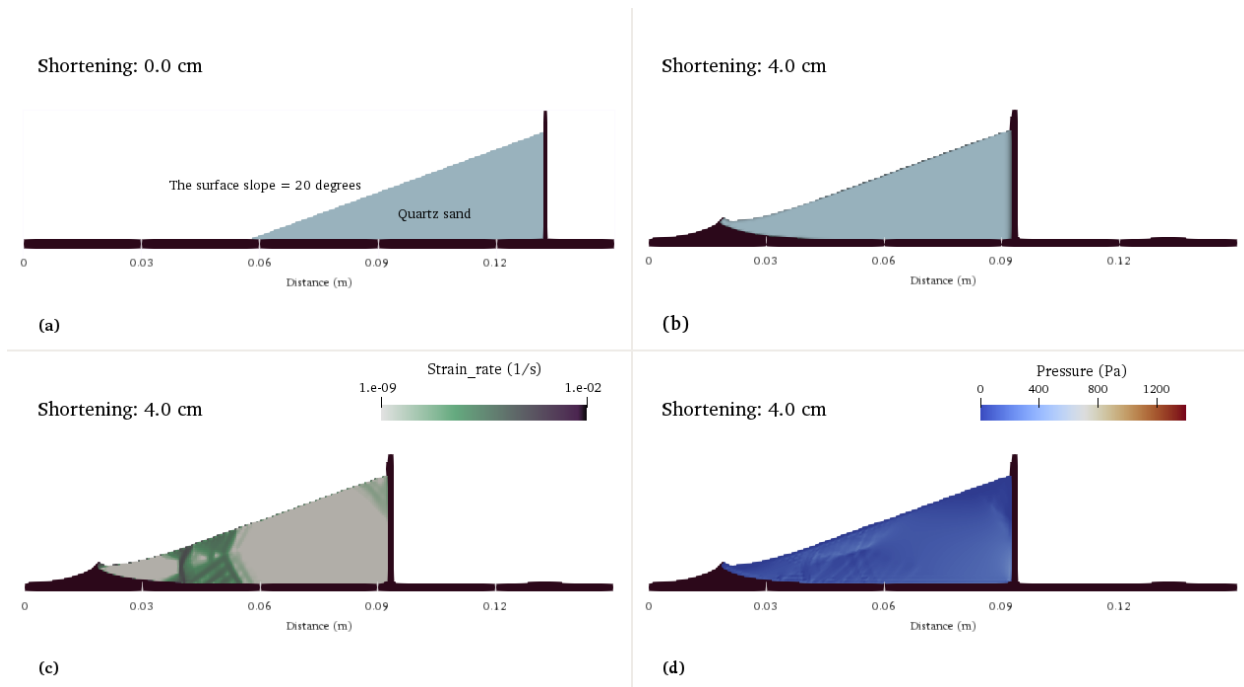 Shortening: 0.0 cm
The surface slope = 20 degrees
Quartz sand
0 0.03 0.06 0.09 0.12
Distance (m)
(a)
Shortening: 4.0 cm
0 0.03 0.06 0.09 0.12
Distance (m)
(b)
Strain_rate (1/s)
1.e-09 1.e-02
Shortening: 4.0 cm
0 0.03 0.06 0.09 0.12
Distance (m)
(c)
Pressure (Pa)
0 400 800 1200
Shortening: 4.0 cm
0 0.03 0.06 0.09 0.12
Distance (m)
(d)